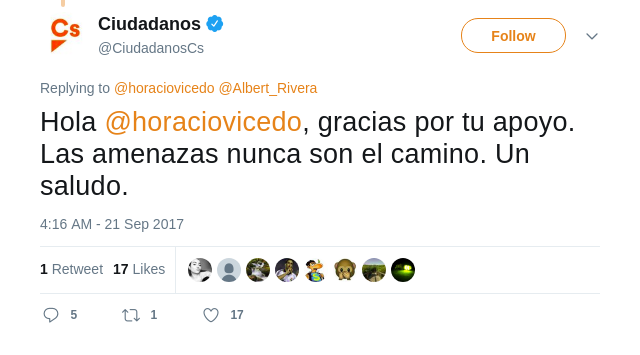 Cs
Ciudadanos
@CiudadanosCs
Follow
Replying to @horaciovicedo @Albert_Rivera
Hola @horaciovicedo, gracias por tu apoyo.
Las amenazas nunca son el camino. Un
saludo.
4:16 AM - 21 Sep 2017
1 Retweet 17 Likes
5 1 17